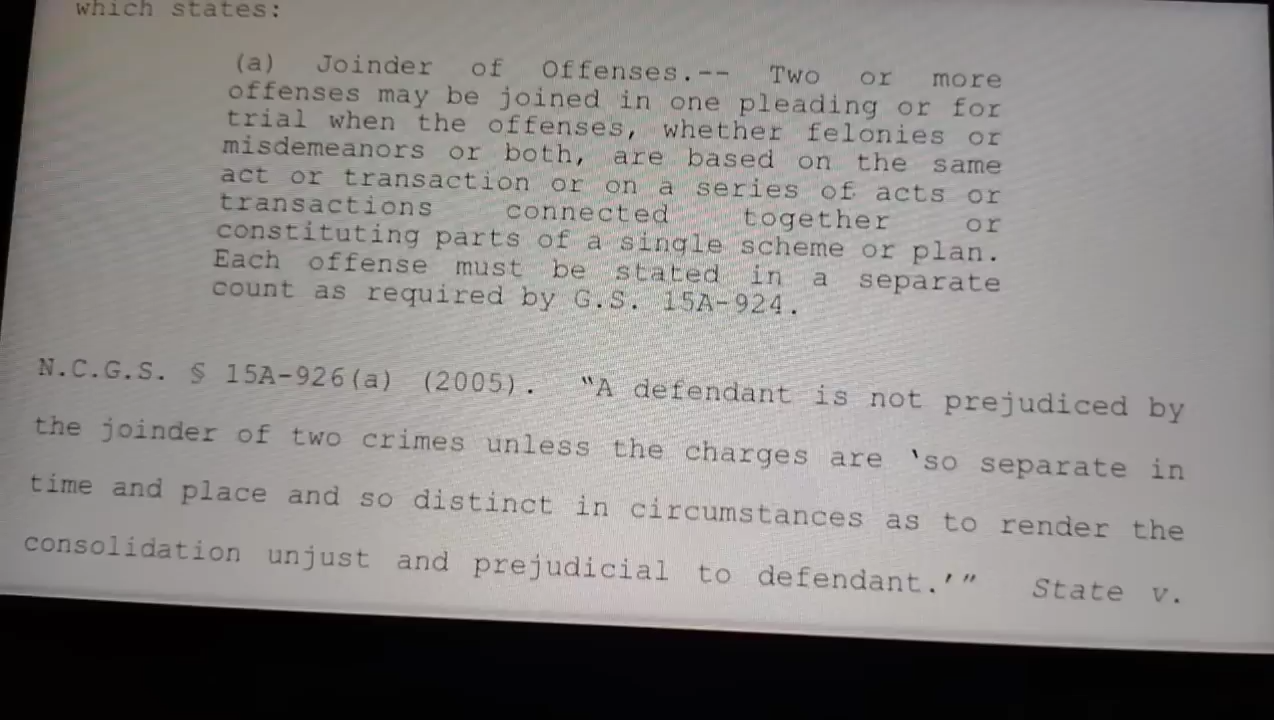 which states:
(a) Joinder of Offenses.-- Two or more
offenses may be joined in one pleading or for
trial when the offenses, whether felonies or
misdemeanors or both, are based on the same
act or transaction or on a series of acts or
transactions connected together or
constituting parts of a single scheme or plan.
Each offense must be stated in a separate
count as required by G.S. 15A-924.
N.C.G.S. § 15A-926(a) (2005). "A defendant is not prejudiced by
the joinder of two crimes unless the charges are 'so separate in
time and place and so distinct in circumstances as to render the
consolidation unjust and prejudicial to defendant.'" State v.